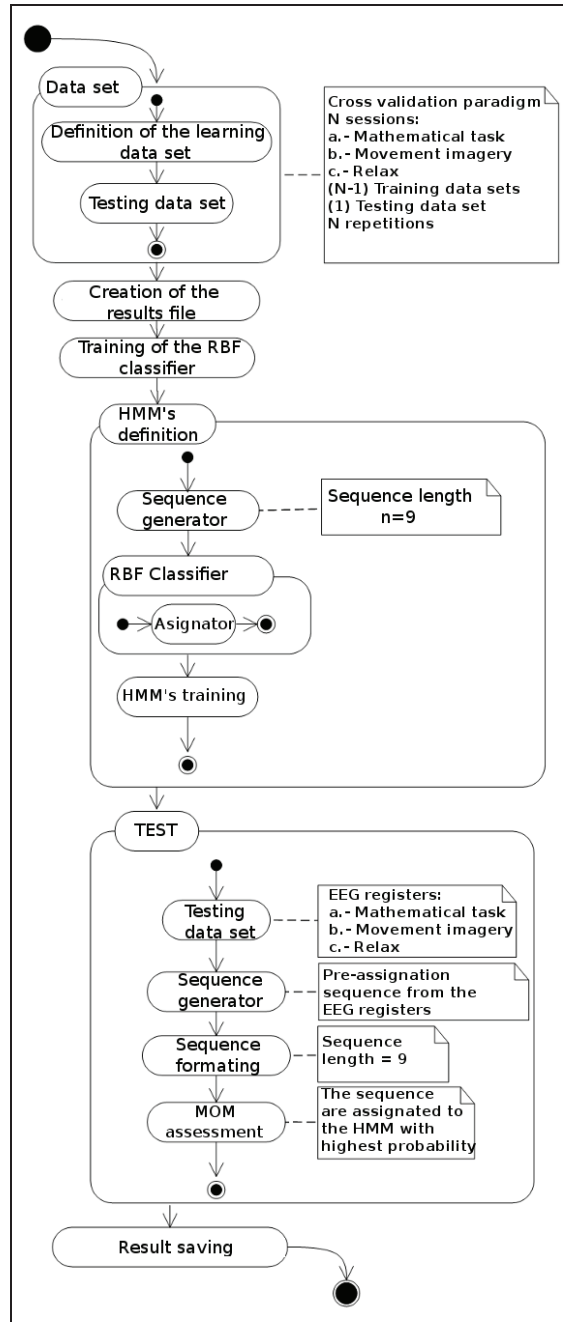 Data set
Definition of the learning
data set
Testing data set
Cross validation paradigm
N sessions:
a.- Mathematical task
b.- Movement imagery
c.- Relax
(N-1) Training data sets
(1) Testing data set
N repetitions
Creation of the
results file
Training of the RBF
classifier
HMM's
definition
Sequence
generator
Sequence length
n=9
RBF Classifier
Asignator
HMM's training
TEST
Testing
data set
EEG registers:
a.- Mathematical task
b.- Movement imagery
c.- Relax
Sequence
generator
Pre-assignation
sequence from the
EEG registers
Sequence
formating
Sequence
length = 9
MOM
assessment
The sequence
are assignated to
the HMM with
highest probability
Result saving